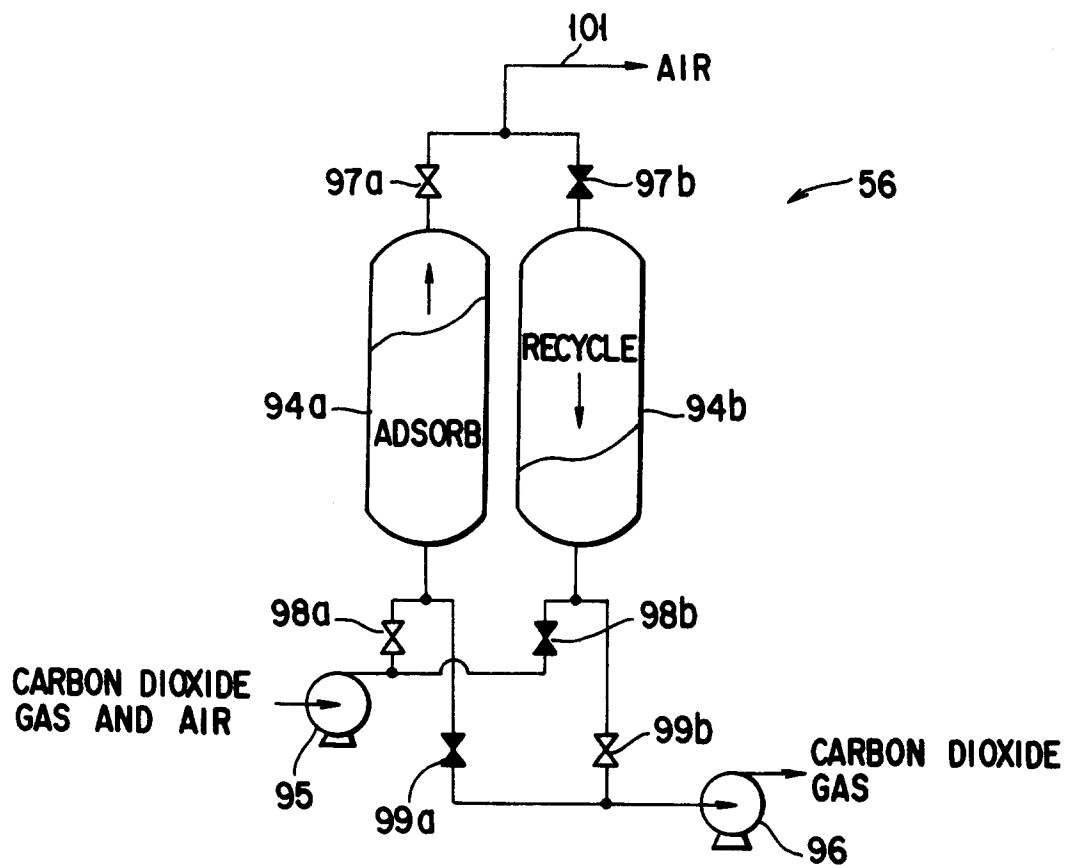 101
AIR
97a
97b
56
RECYCLE
94a
ADSORB
94b
98a
98b
CARBON DIOXIDE
GAS AND AIR
95
99a
99b
CARBON DIOXIDE
GAS
96